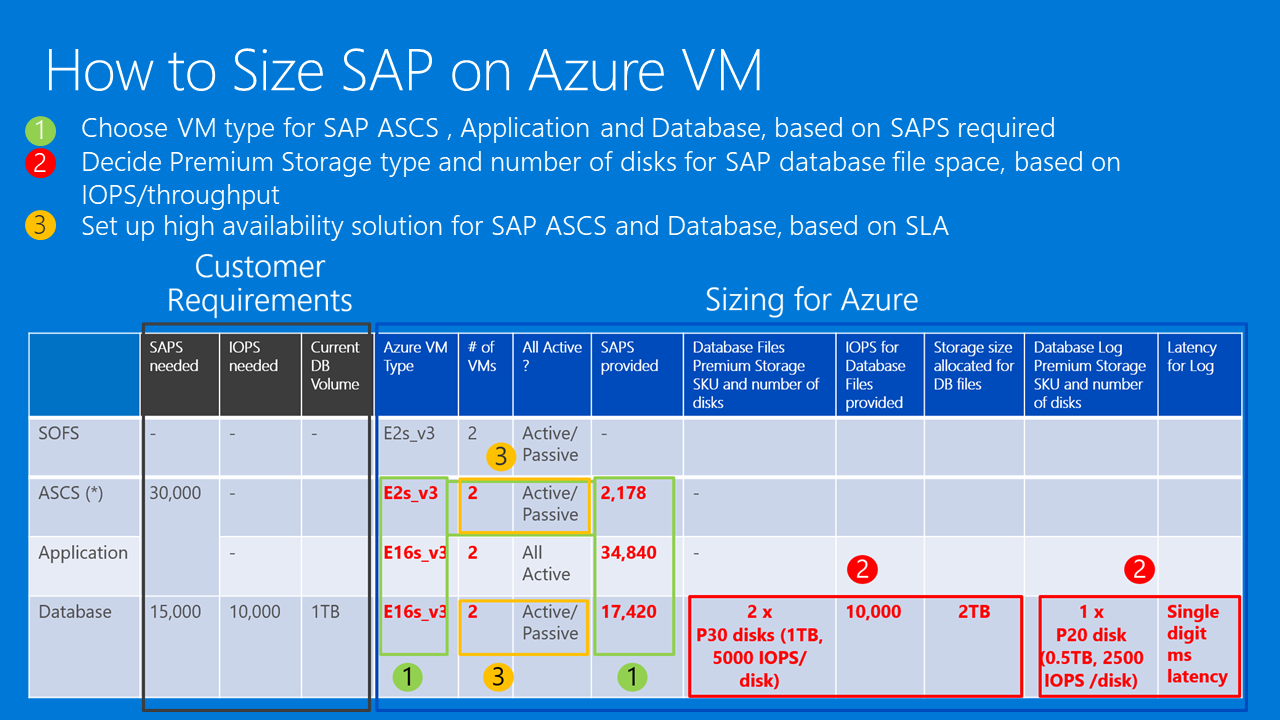 How to Size SAP on Azure VM
1 Choose VM type for SAP ASCS , Application and Database, based on SAPS required
2 Decide Premium Storage type and number of disks for SAP database file space, based on
IOPS/throughput
3 Set up high availability solution for SAP ASCS and Database, based on SLA
Customer
Requirements
Sizing for Azure
SAPS
needed
IOPS
needed
Current
DB
Volume
Azure VM
Type
# of
VMs
All Active
?
SAPS
provided
Database Files
Premium Storage
SKU and number of
disks
IOPS for
Database
Files
provided
Storage size
allocated for
DB files
Database Log
Premium Storage
SKU and number
of disks
Latency
for Log
SOFS
-
-
-
E2s_v3
2
3
Active/
Passive
-
ASCS (*)
30,000
-
E2s_v3
2
Active/
Passive
2,178
-
Application
-
E16s_v3
2
All
Active
34,840
-
2
2
Database
15,000
10,000
1TB
E16s_v3
2
Active/
Passive
17,420
2 x
P30 disks (1TB,
5000 IOPS/
disk)
10,000
2TB
1 x
P20 disk
(0.5TB, 2500
IOPS /disk)
Single
digit
ms
latency
1
3
1